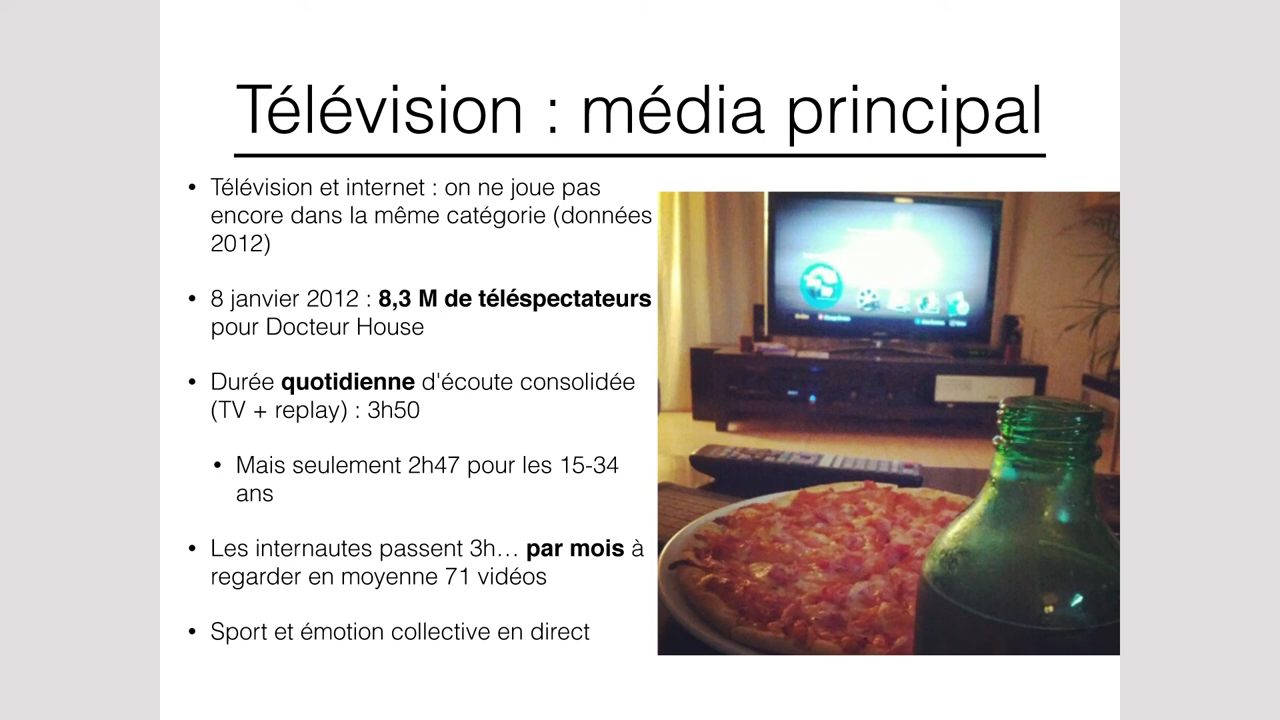 Télévision : média principal
• Télévision et internet : on ne joue pas
encore dans la même catégorie (données
2012)
• 8 janvier 2012 : 8,3 M de téléspectateurs
pour Docteur House
• Durée quotidienne d'écoute consolidée
(TV + replay) : 3h50
• Mais seulement 2h47 pour les 15-34
ans
• Les internautes passent 3h… par mois à
regarder en moyenne 71 vidéos
• Sport et émotion collective en direct